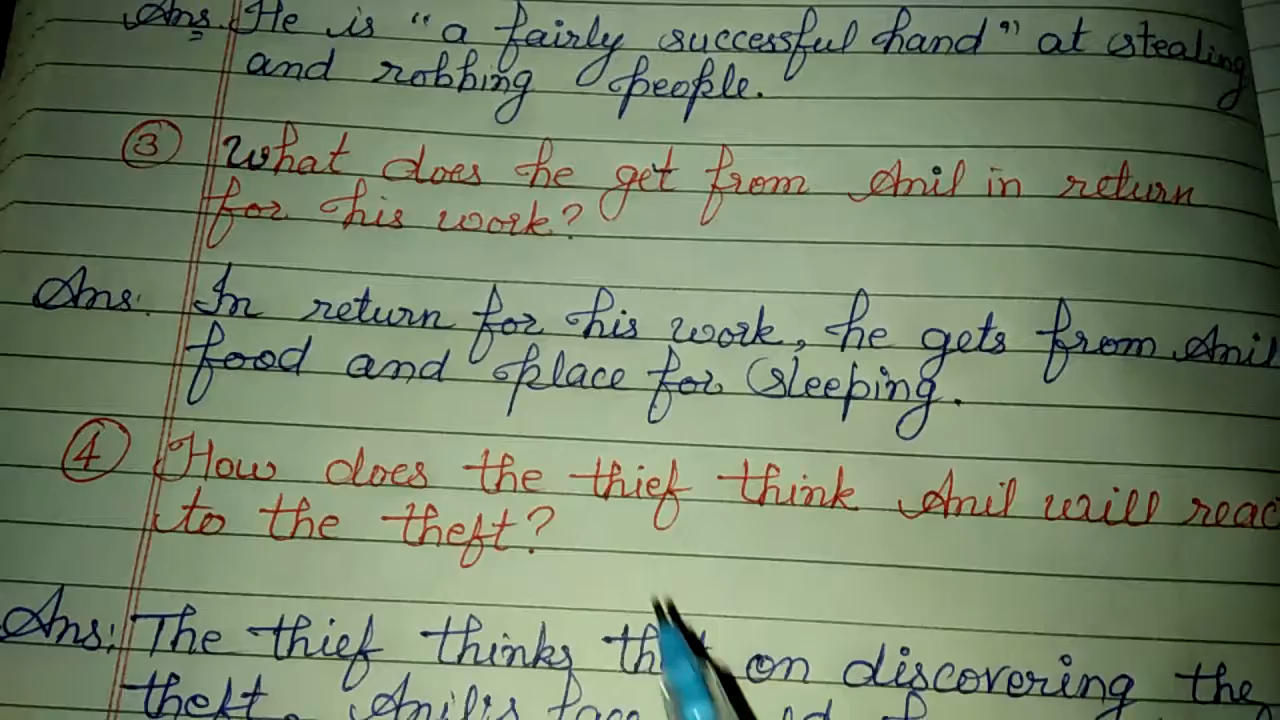 Ans. He is "a fairly successful hand" at stealing
and robbing people.
③ What does he get from Anil in return
for his work?
Ans. In return for his work, he gets from Anil
food and place for sleeping.
④ How does the thief think Anil will reac
to the theft?
Ans: The thief thinks on discovering the
theft, Anil's face